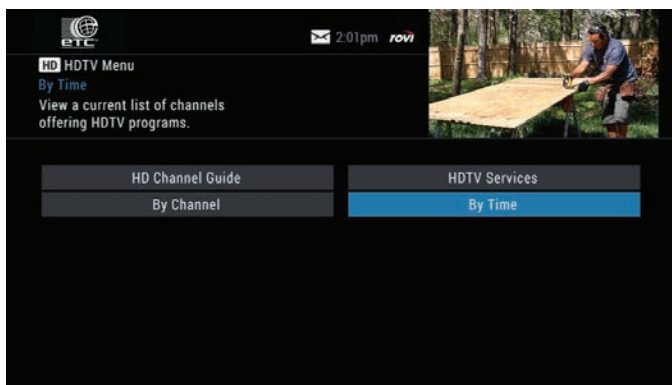 etc
2:01pm rovi
HD HDTV Menu
By Time
View a current list of channels
offering HDTV programs.
HD Channel Guide
HDTV Services
By Channel
By Time